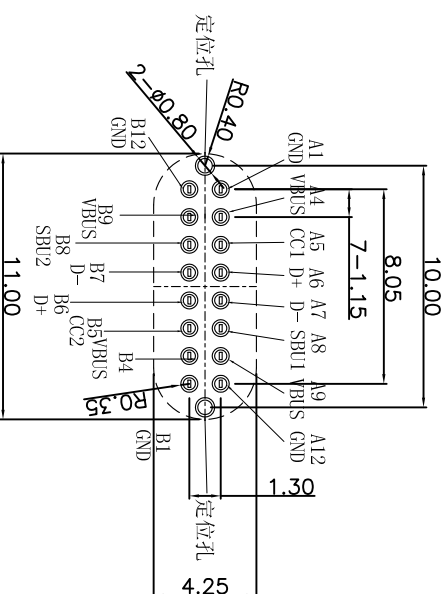 定位孔
2-ø0.80
R0.40
B12
GND
A1
GND
A4
VBUS
A5
CC1
A6
D+
A7
D-
A8
SBU1
A9
VBUS
A12
GND
B9
VBUS
B8
SBU2
B7
D-
B6
D+
B5
CC2
B4
VBUS
B1
GND
R0.35
定位孔
7-1.15
8.05
10.00
11.00
1.30
4.25